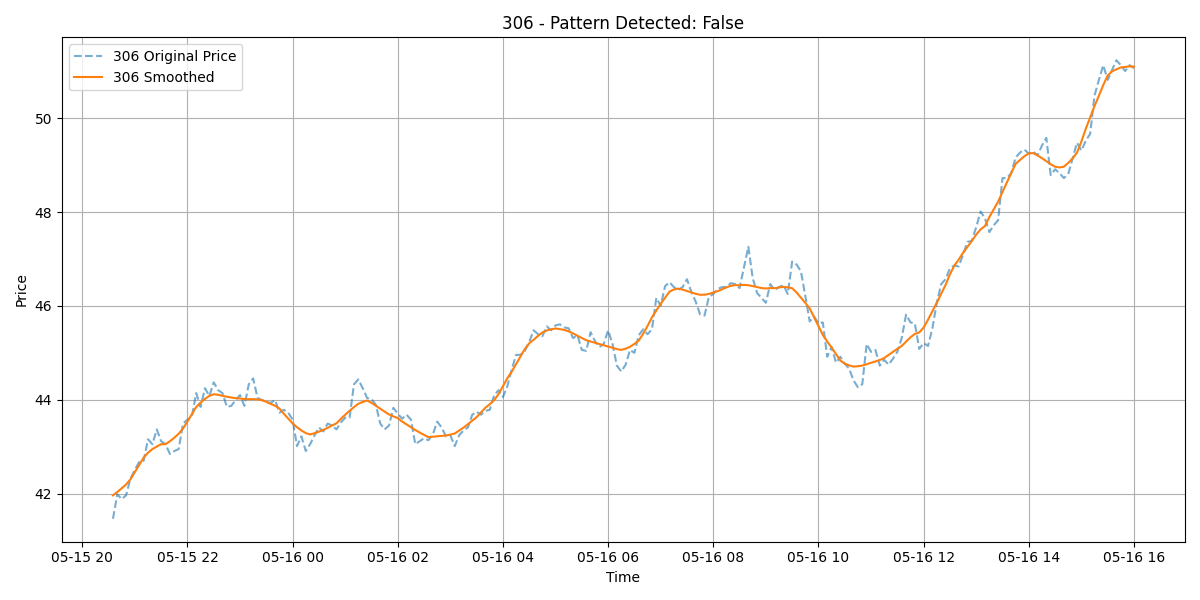 306 - Pattern Detected: False
306 Original Price
306 Smoothed
Price
50
48
46
44
42
05-15 20 05-15 22 05-16 00 05-16 02 05-16 04 05-16 06 05-16 08 05-16 10 05-16 12 05-16 14 05-16 16
Time